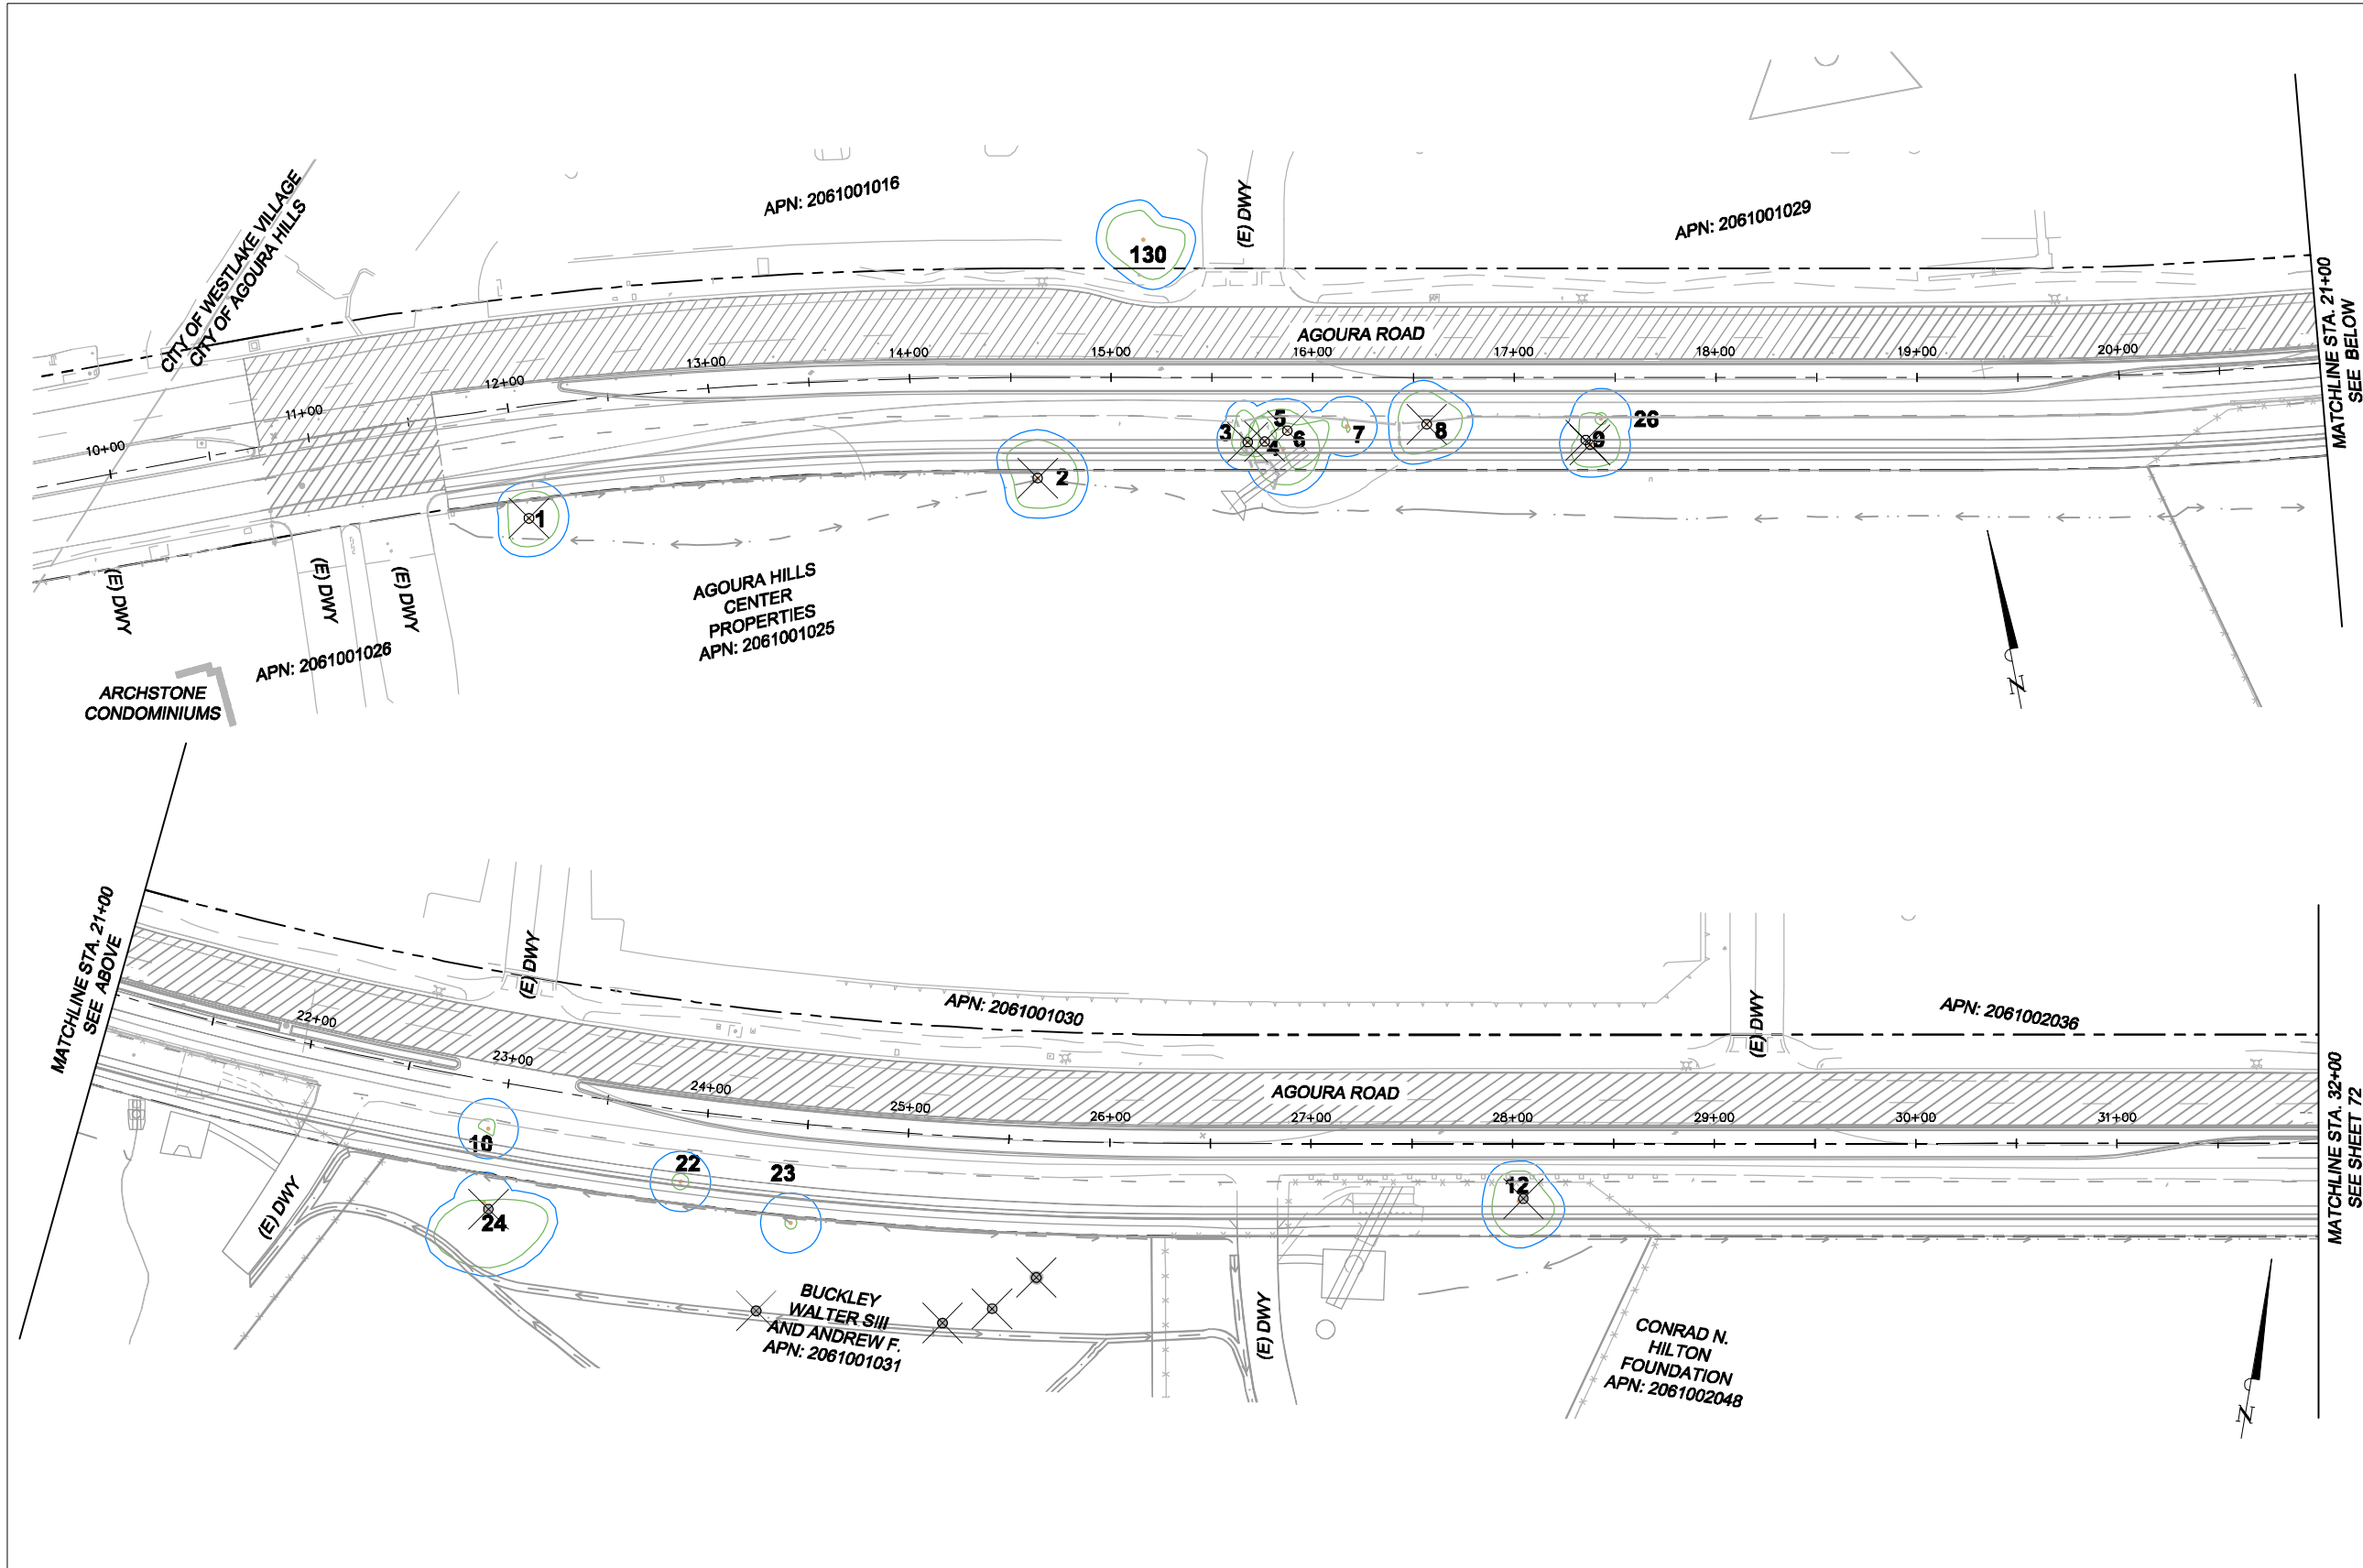 CITY OF WESTLAKE VILLAGE
CITY OF AGOURA HILLS
APN: 2061001016
130
(E) DWY
APN: 2061001029
AGOURA ROAD
10+00
11+00
12+00
13+00
14+00
15+00
16+00
17+00
18+00
19+00
20+00
MATCHLINE STA. 21+00
SEE BELOW
1
2
3
4
5
6
7
8
9
26
(E) DWY
(E) DWY
(E) DWY
APN: 2061001026
ARCHSTONE
CONDOMINIUMS
AGOURA HILLS
CENTER
PROPERTIES
APN: 2061001025
N
MATCHLINE STA. 21+00
SEE ABOVE
(E) DWY
APN: 2061001030
(E) DWY
APN: 2061002036
AGOURA ROAD
22+00
23+00
24+00
25+00
26+00
27+00
28+00
29+00
30+00
31+00
MATCHLINE STA. 32+00
SEE SHEET 72
10
22
23
24
12
(E) DWY
BUCKLEY
WALTER SIII
AND ANDREW F.
APN: 2061001031
(E) DWY
CONRAD N.
HILTON
FOUNDATION
APN: 2061002048
N